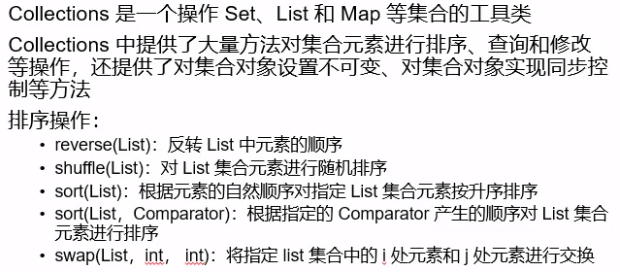 Collections 是一个操作 Set、List 和 Map 等集合的工具类
Collections 中提供了大量方法对集合元素进行排序、查询和修改
等操作，还提供了对集合对象设置不可变、对集合对象实现同步控
制等方法
排序操作：
• reverse(List)：反转 List 中元素的顺序
• shuffle(List)：对 List 集合元素进行随机排序
• sort(List)：根据元素的自然顺序对指定 List 集合元素按升序排序
• sort(List，Comparator)：根据指定的 Comparator 产生的顺序对 List 集合
元素进行排序
• swap(List，int， int)：将指定 list 集合中的 i 处元素和 j 处元素进行交换